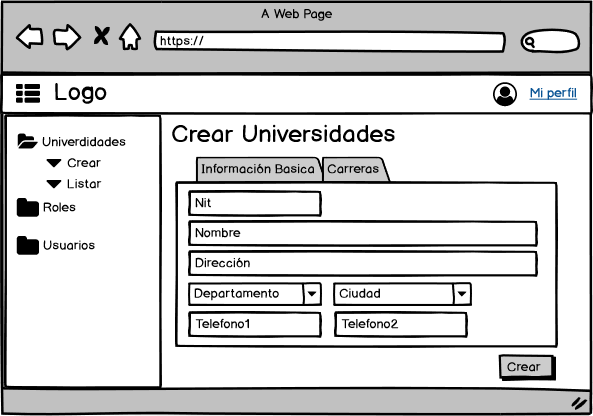 A Web Page
https://
Logo
Mi perfil
Univerdidades
Crear
Listar
Roles
Usuarios
Crear Universidades
Información Basica
Carreras
Nit
Nombre
Dirección
Departamento
Ciudad
Telefono1
Telefono2
Crear